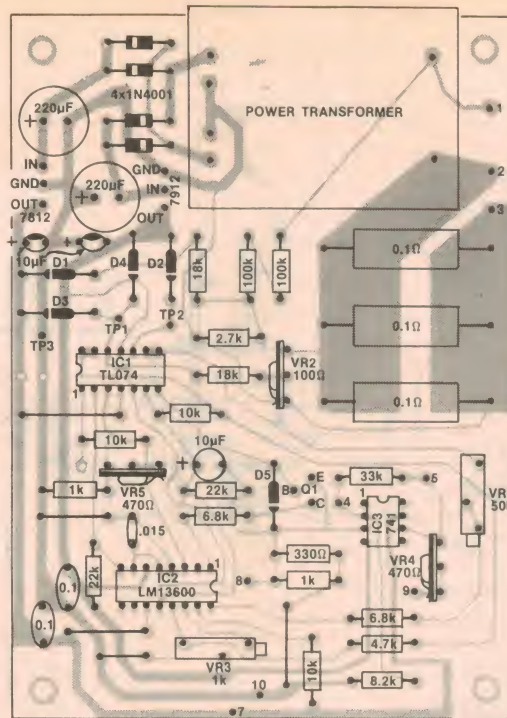 4x1N4001
220µF
+
POWER TRANSFORMER
1
IN
GND
OUT
7812
220µF
+
GND
IN
OUT
7912
2
3
+
10µF
+
D1
D4
D2
18k
100k
100k
0.1Ω
D3
TP1
TP2
TP3
2.7k
0.1Ω
IC1
TL074
1
18k
VR2
100Ω
0.1Ω
10k
10k
10µF
+
D5
E
B
Q1
C
4
33k
5
1k
VR5
470Ω
22k
1
IC3
741
VR
50
.015
6.8k
330Ω
VR4
470Ω
22k
IC2
LM13600
1
8
1k
9
0.1
6.8k
0.1
4.7k
VR3
1k
10k
8.2k
10
7